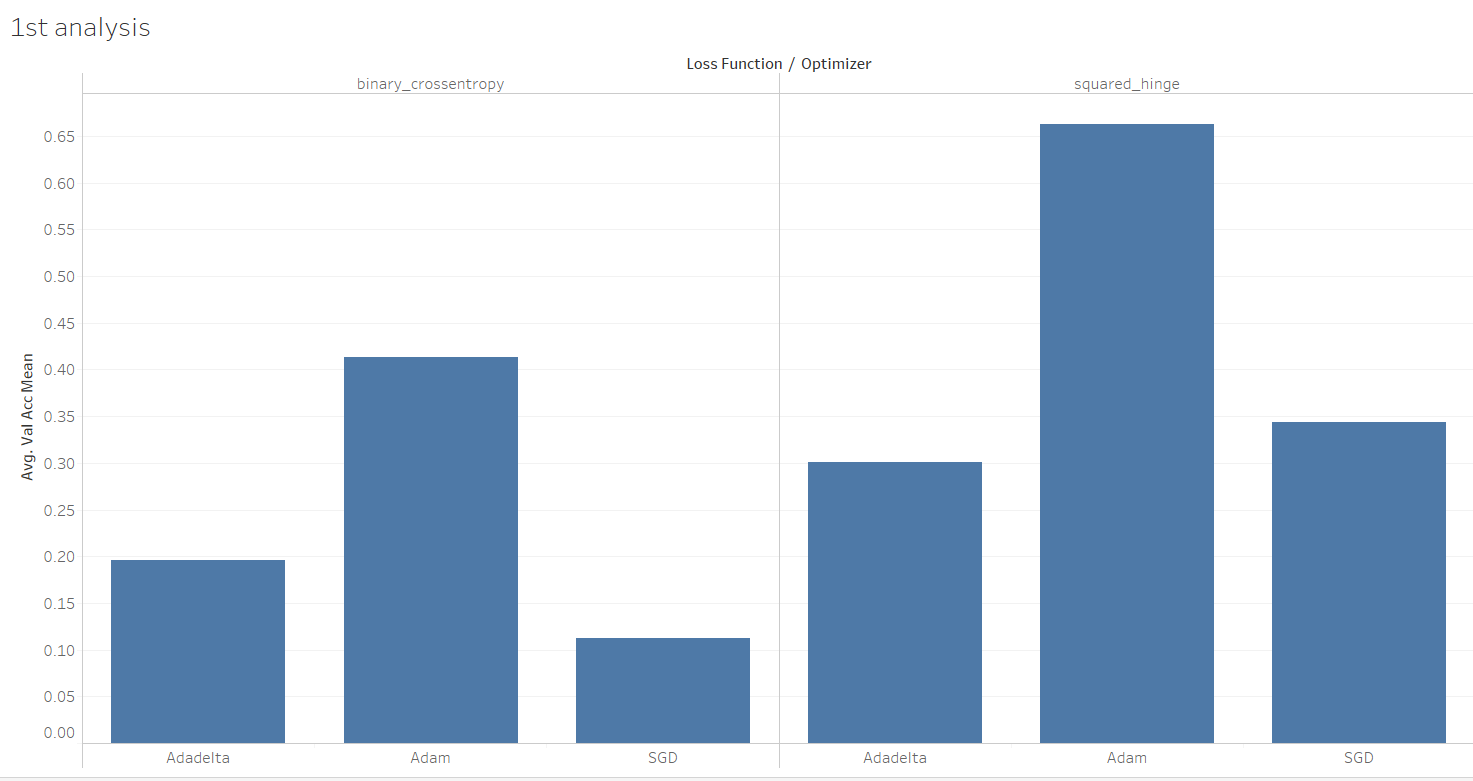 1st analysis
Loss Function / Optimizer
binary_crossentropy squared_hinge
Avg. Val Acc Mean
0.65
0.60
0.55
0.50
0.45
0.40
0.35
0.30
0.25
0.20
0.15
0.10
0.05
0.00
Adadelta Adam SGD Adadelta Adam SGD